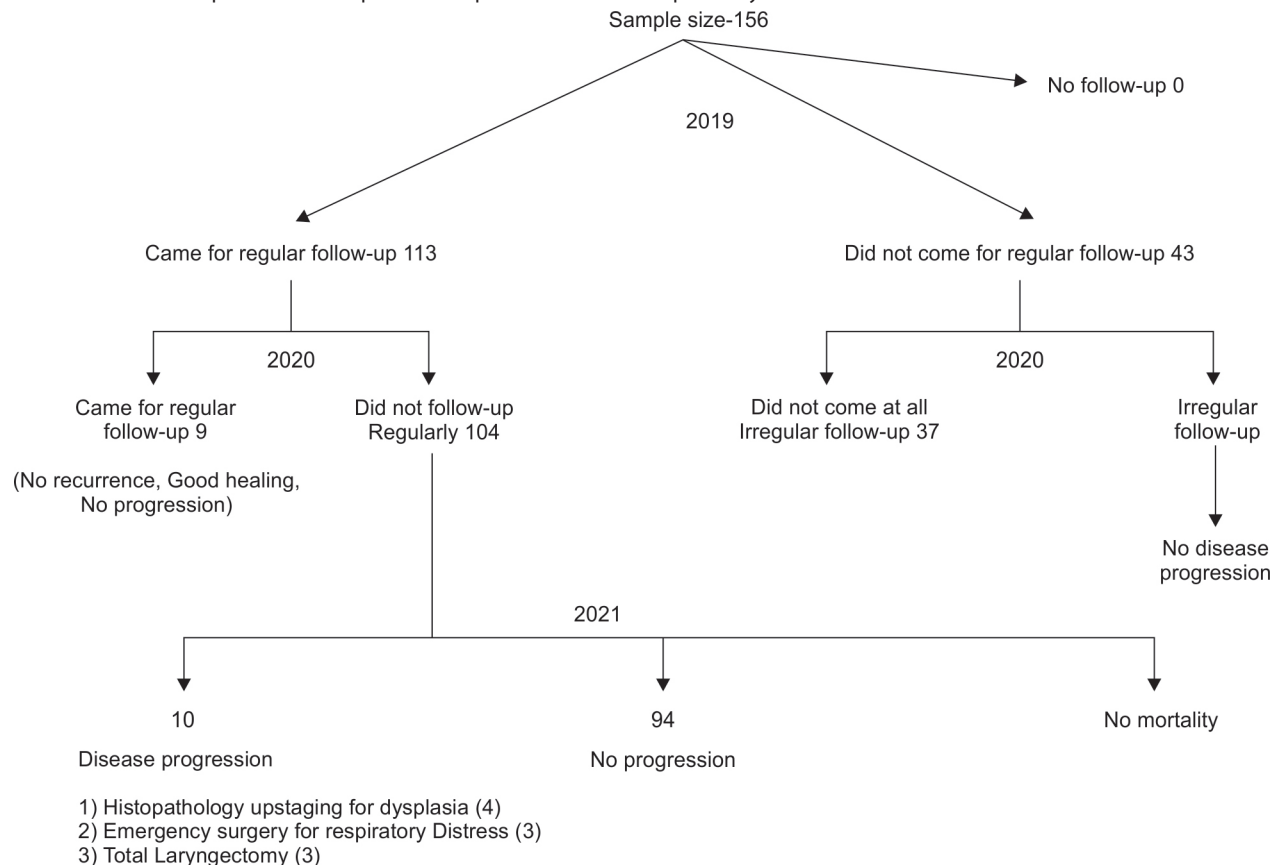 Sample size-156
No follow-up 0
2019
Came for regular follow-up 113
Did not come for regular follow-up 43
2020
2020
Came for regular
follow-up 9
Did not follow-up
Regularly 104
Did not come at all
Irregular follow-up 37
Irregular
follow-up
(No recurrence, Good healing,
No progression)
No disease
progression
2021
10
94
No mortality
Disease progression
No progression
1) Histopathology upstaging for dysplasia (4)
2) Emergency surgery for respiratory Distress (3)
3) Total Laryngectomy (3)